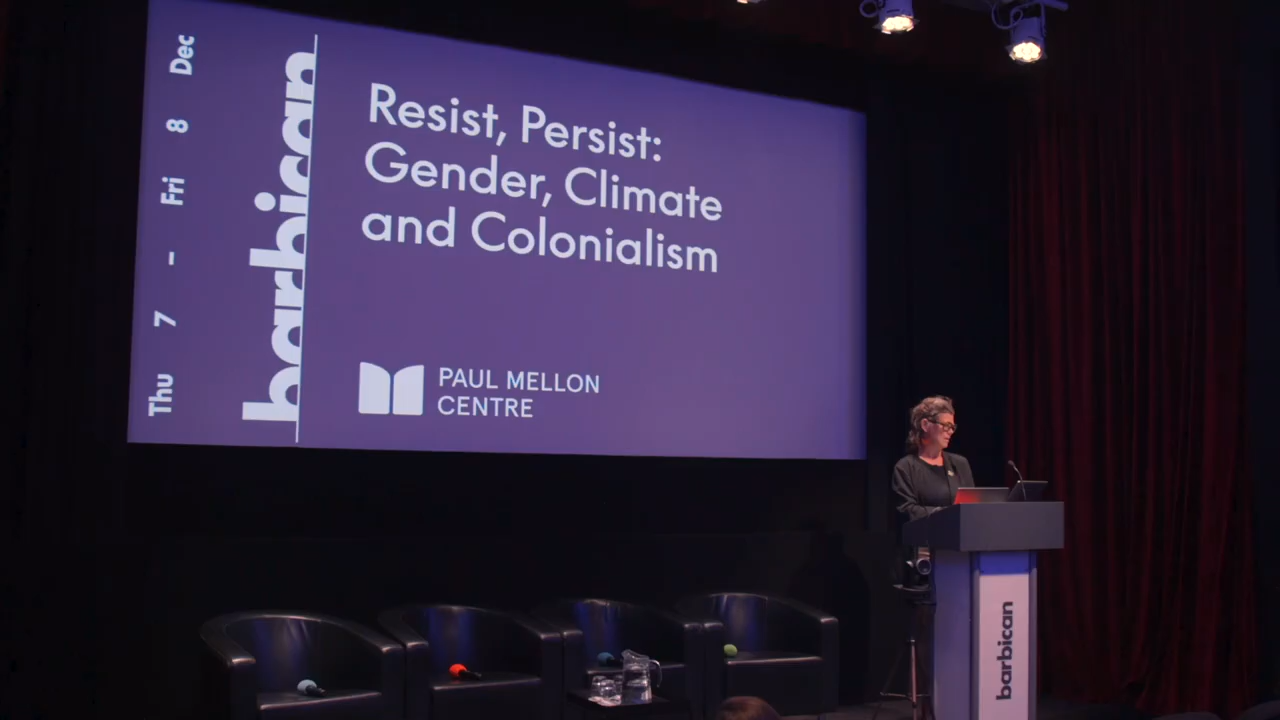 Thu 7 – Fri 8 Dec
barbican
Resist, Persist:
Gender, Climate
and Colonialism
PAUL MELLON
CENTRE
barbican